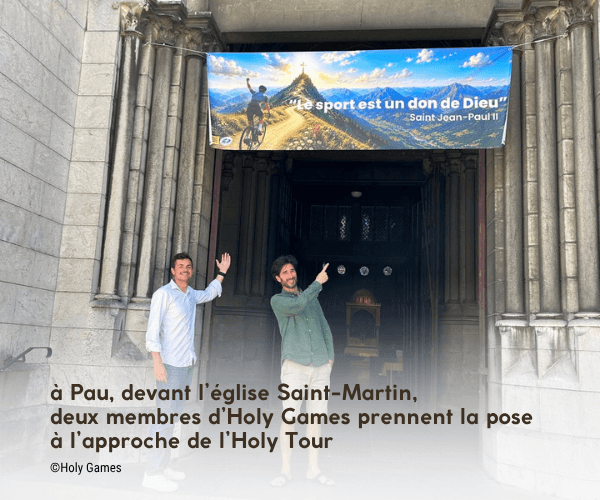 “Le sport est un don de Dieu”
Saint Jean-Paul II
à Pau, devant l’église Saint-Martin,
deux membres d’Holy Games prennent la pose
à l’approche de l’Holy Tour
©Holy Games